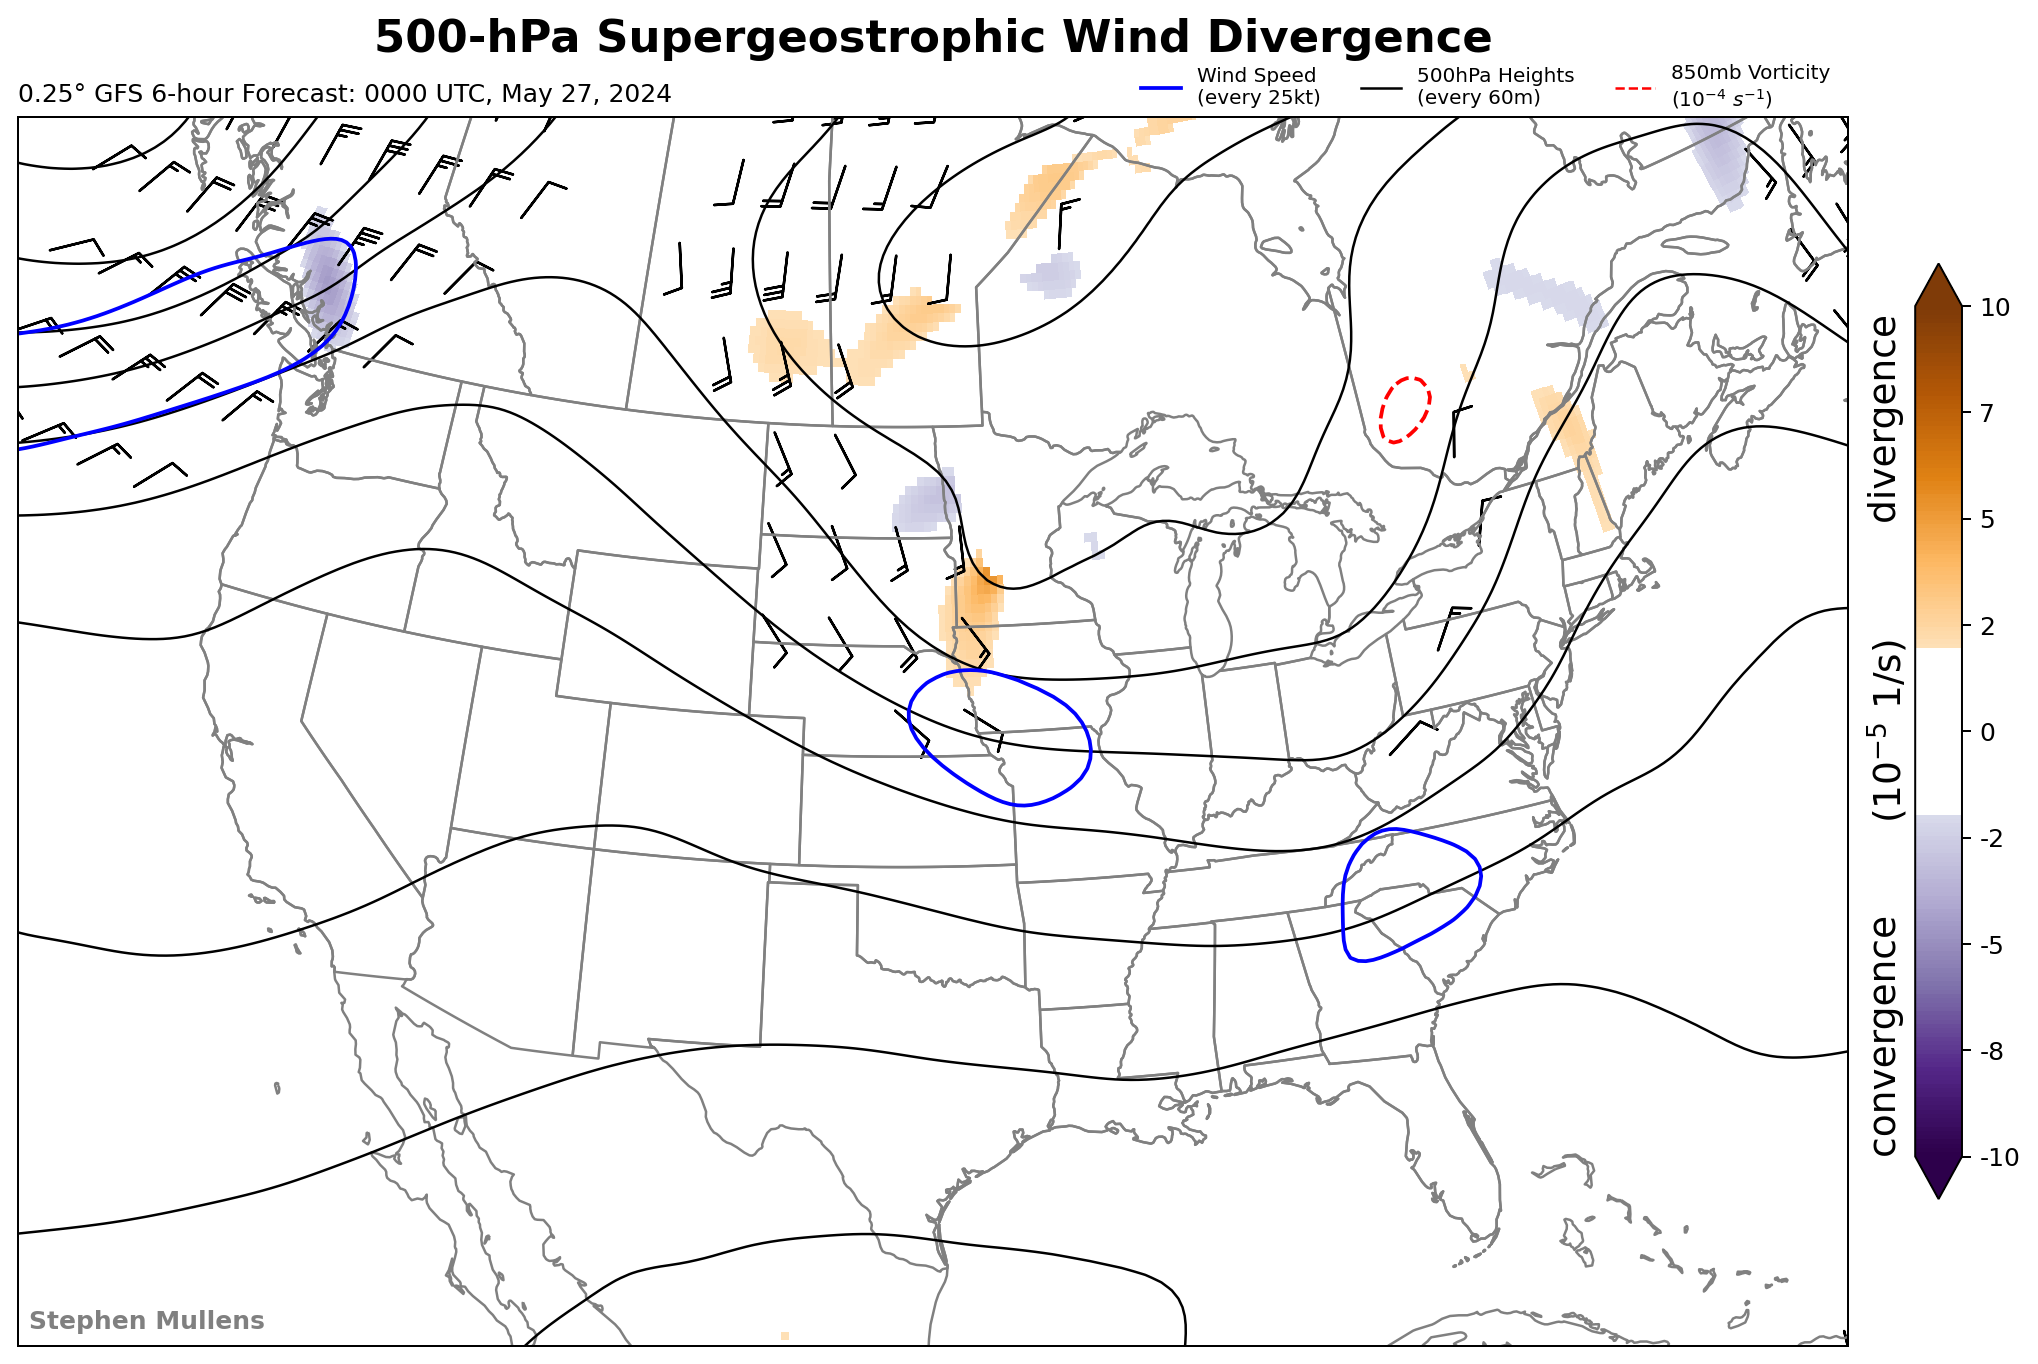 500-hPa Supergeostrophic Wind Divergence
0.25° GFS 6-hour Forecast: 0000 UTC, May 27, 2024
Wind Speed
(every 25kt)
500hPa Heights
(every 60m)
850mb Vorticity
(10⁻⁴ s⁻¹)
10
7
5
2
0
-2
-5
-8
-10
convergence (10⁻⁵ 1/s) divergence
Stephen Mullens